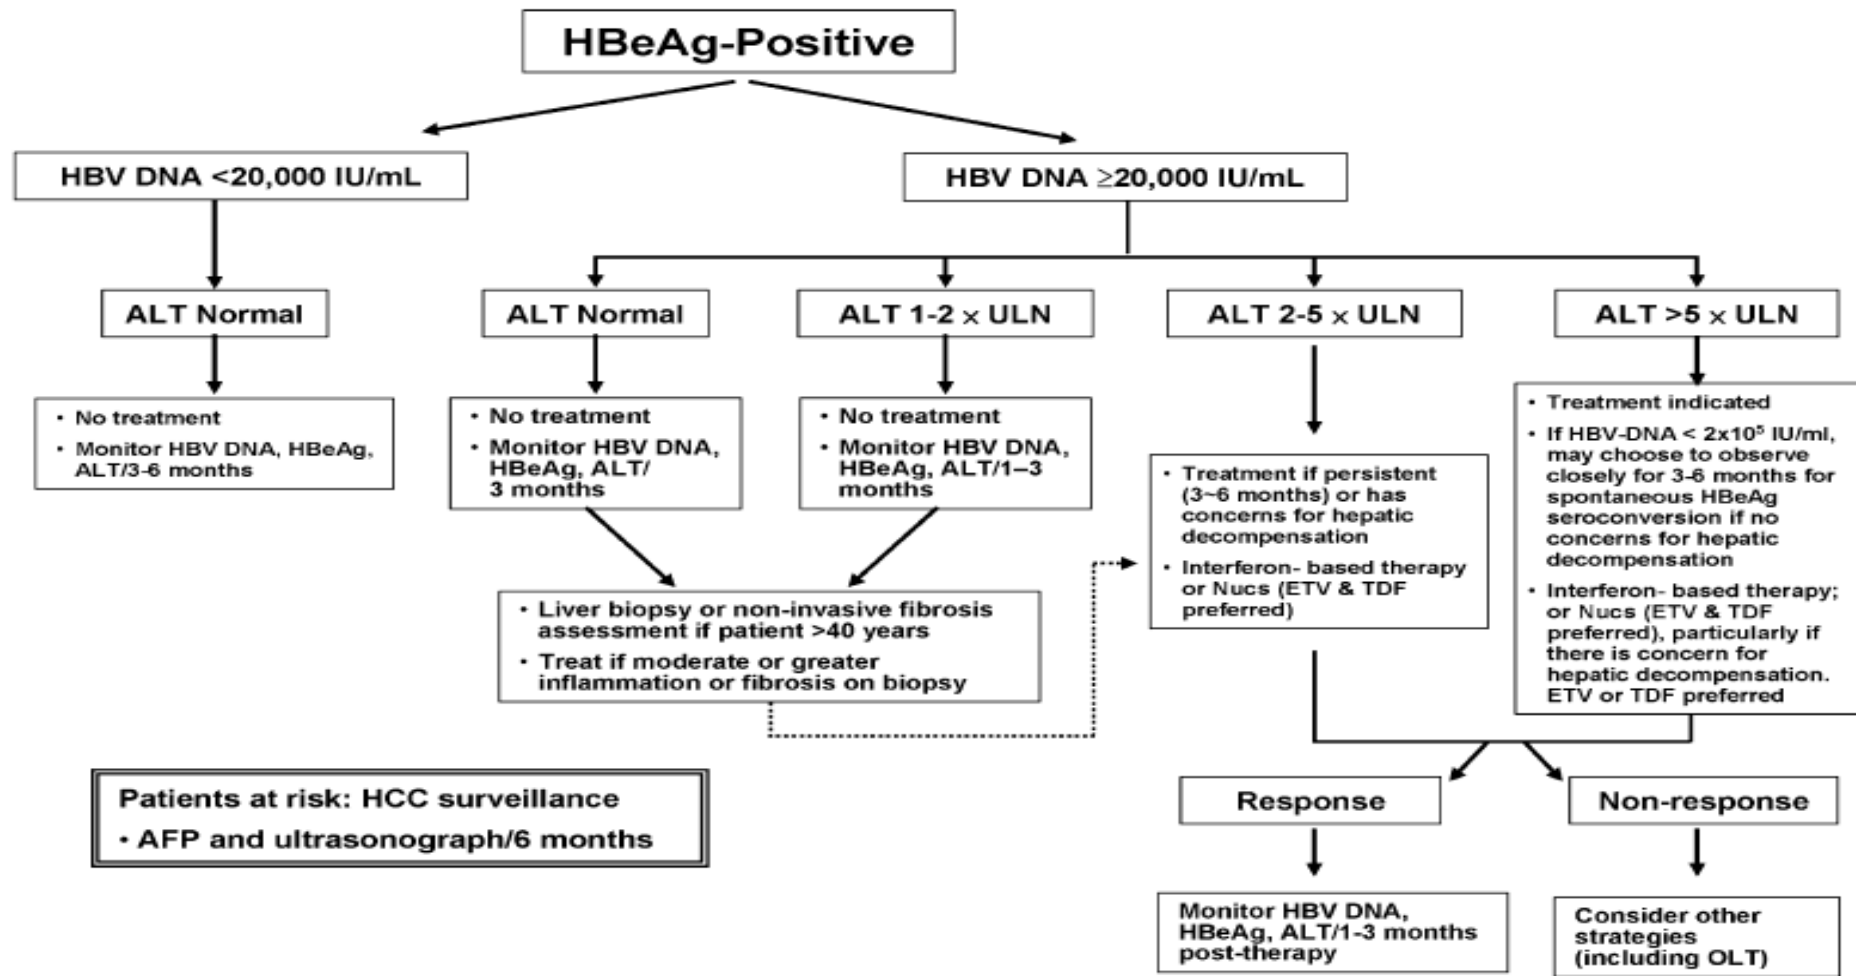 HBeAg-Positive
HBV DNA <20,000 IU/mL
HBV DNA ≥20,000 IU/mL
ALT Normal
ALT Normal
ALT 1-2 × ULN
ALT 2-5 × ULN
ALT >5 × ULN
• No treatment
• Monitor HBV DNA, HBeAg,
ALT/3-6 months
• No treatment
• Monitor HBV DNA,
HBeAg, ALT/
3 months
• No treatment
• Monitor HBV DNA,
HBeAg, ALT/1–3
months
• Treatment if persistent
(3~6 months) or has
concerns for hepatic
decompensation
• Interferon- based therapy
or Nucs (ETV & TDF
preferred)
• Treatment indicated
• If HBV-DNA < 2x10⁵ IU/ml,
may choose to observe
closely for 3-6 months for
spontaneous HBeAg
seroconversion if no
concerns for hepatic
decompensation
• Interferon- based therapy;
or Nucs (ETV & TDF
preferred), particularly if
there is concern for
hepatic decompensation.
ETV or TDF preferred
• Liver biopsy or non-invasive fibrosis
assessment if patient >40 years
• Treat if moderate or greater
inflammation or fibrosis on biopsy
Patients at risk: HCC surveillance
• AFP and ultrasonograph/6 months
Response
Non-response
Monitor HBV DNA,
HBeAg, ALT/1-3 months
post-therapy
Consider other
strategies
(including OLT)